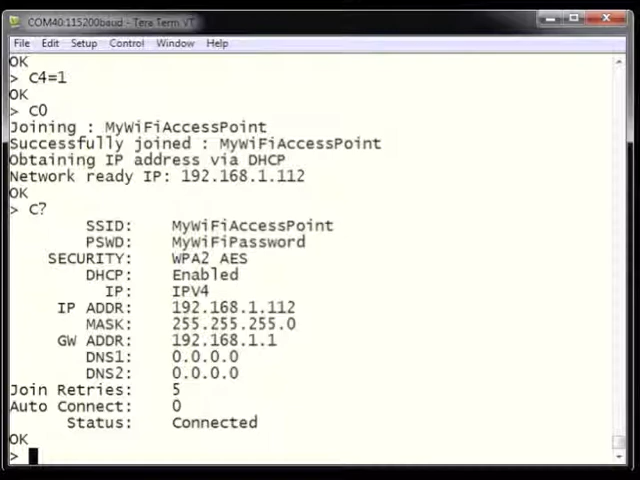 COM40:115200baud - Tera Term VT
File Edit Setup Control Window Help
OK
> C4=1
OK
> C0
Joining : MyWiFiAccessPoint
Successfully joined : MyWiFiAccessPoint
Obtaining IP address via DHCP
Network ready IP: 192.168.1.112
OK
> C?
SSID: MyWiFiAccessPoint
PSWD: MyWiFiPassword
SECURITY: WPA2 AES
DHCP: Enabled
IP: IPV4
IP ADDR: 192.168.1.112
MASK: 255.255.255.0
GW ADDR: 192.168.1.1
DNS1: 0.0.0.0
DNS2: 0.0.0.0
Join Retries: 5
Auto Connect: 0
Status: Connected
OK
>